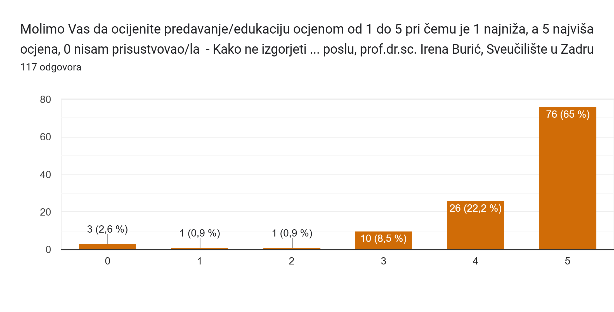 Molimo Vas da ocijenite predavanje/edukaciju ocjenom od 1 do 5 pri čemu je 1 najniža, a 5 najviša
ocjena, 0 nisam prisustvovao/la - Kako ne izgorjeti ... poslu, prof.dr.sc. Irena Burić, Sveučilište u Zadru
117 odgovora
80
60
40
20
0
3 (2,6 %)
1 (0,9 %)
1 (0,9 %)
10 (8,5 %)
26 (22,2 %)
76 (65 %)
0
1
2
3
4
5